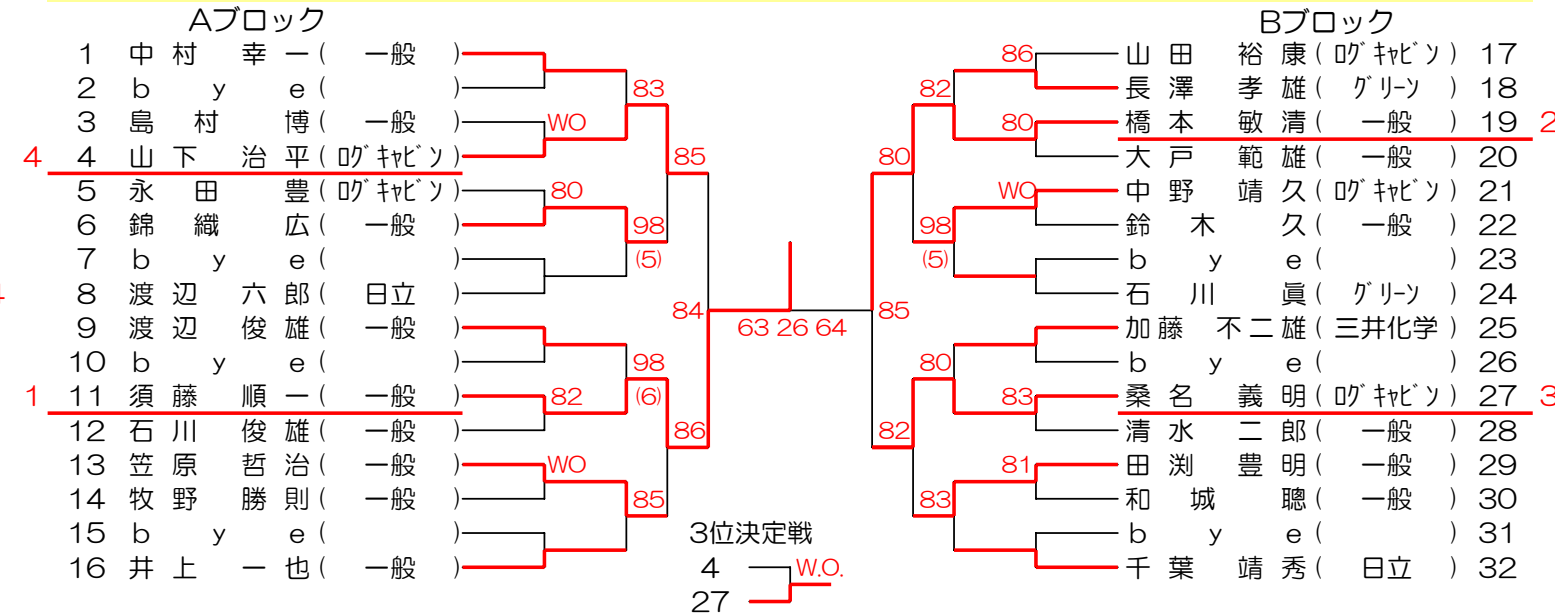 Aブロック
Bブロック
1 中村 幸一( 一般 )
2 bye( )
3 島村 博( 一般 )
4 4 山下 治平(ログキャビン)
5 永田 豊(ログキャビン)
6 錦織 広( 一般 )
7 bye( )
8 渡辺 六郎( 日立 )
9 渡辺 俊雄( 一般 )
10 bye( )
1 11 須藤 順一( 一般 )
12 石川 俊雄( 一般 )
13 笠原 哲治( 一般 )
14 牧野 勝則( 一般 )
15 bye( )
16 井上 一也( 一般 )
WO
80
82
WO
83
98
(5)
98
(6)
85
85
86
84
63 26 64
85
80
82
82
98
(5)
80
83
86
80
WO
83
81
山田 裕康(ログキャビン) 17
長澤 孝雄( グリーン ) 18
橋本 敏清( 一般 ) 19 2
大戸 範雄( 一般 ) 20
中野 靖久(ログキャビン) 21
鈴木 久( 一般 ) 22
bye( ) 23
石川 眞( グリーン ) 24
加藤 不二雄( 三井化学 ) 25
bye( ) 26
桑名 義明(ログキャビン) 27 3
清水 二郎( 一般 ) 28
田渕 豊明( 一般 ) 29
和城 聰( 一般 ) 30
bye( ) 31
千葉 靖秀( 日立 ) 32
3位決定戦
4
W.O.
27